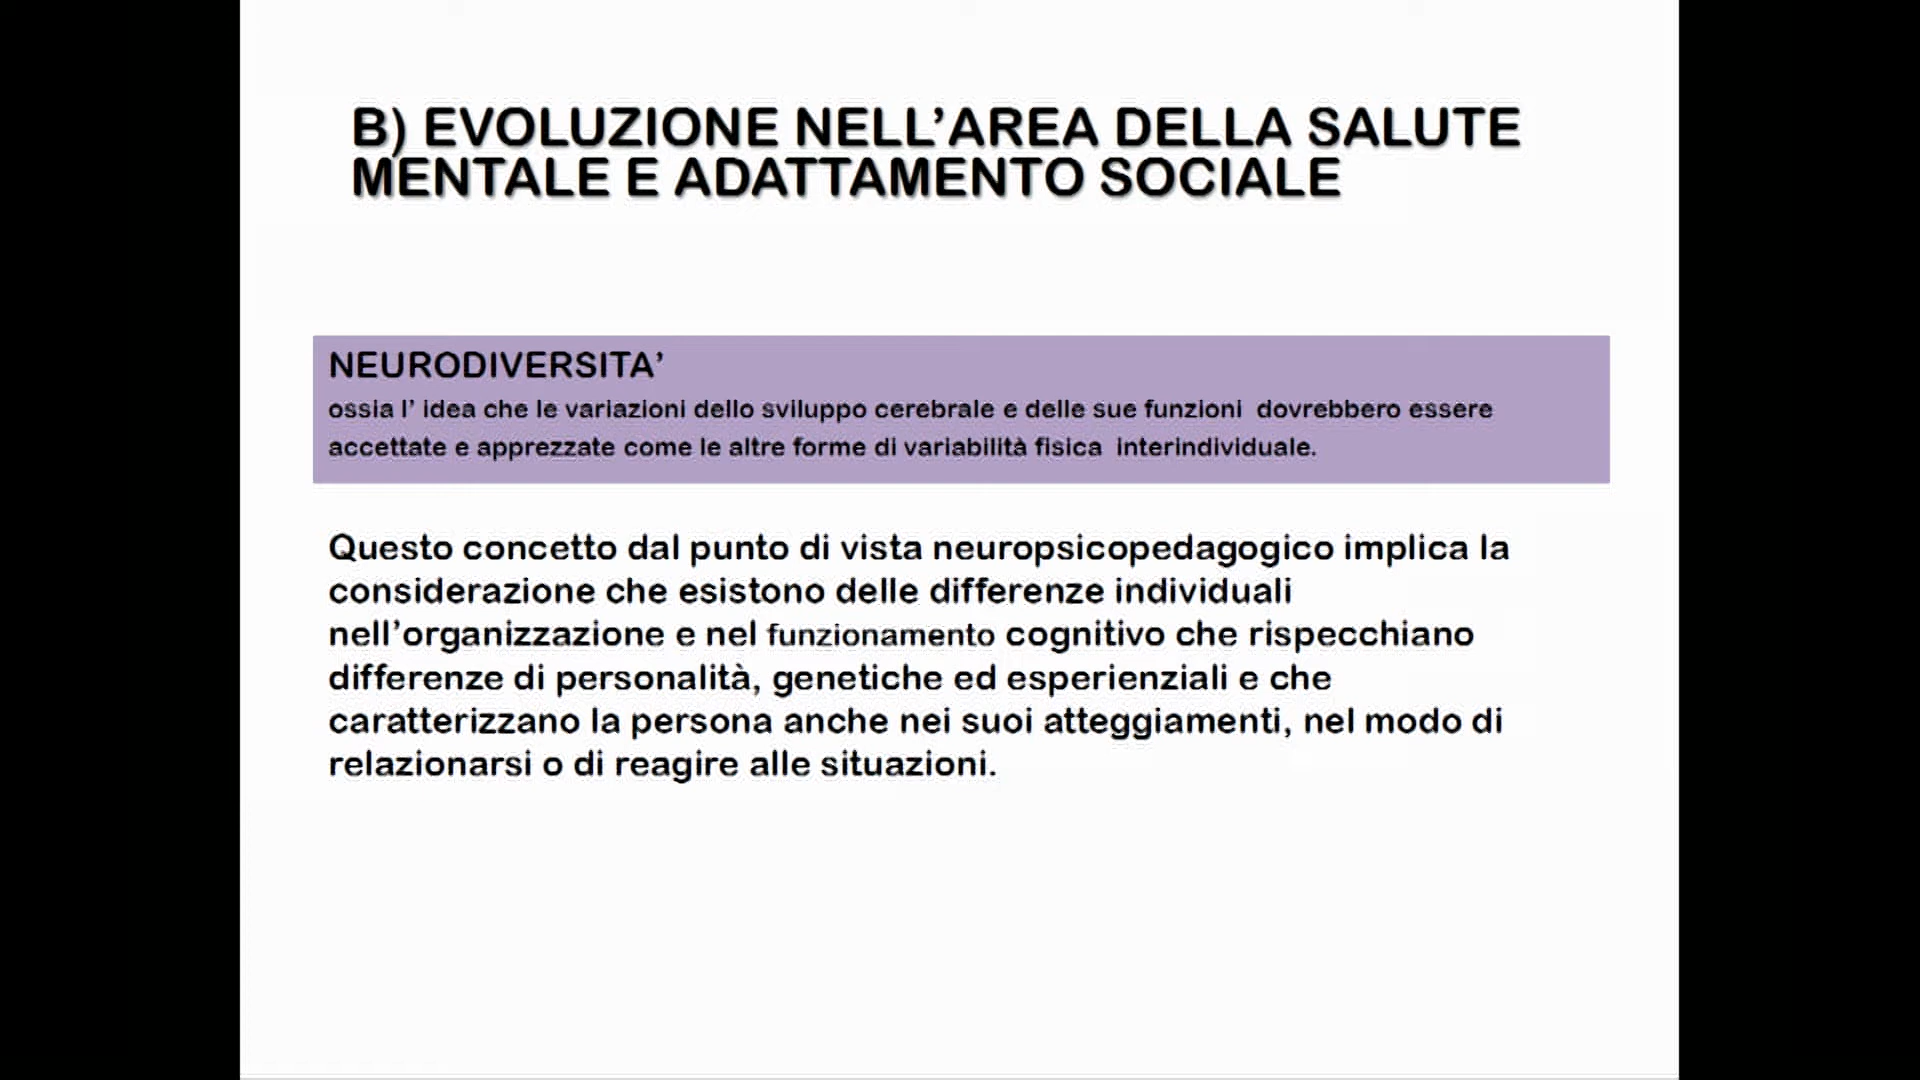 B) EVOLUZIONE NELL’AREA DELLA SALUTE
MENTALE E ADATTAMENTO SOCIALE
NEURODIVERSITA’
ossia l’ idea che le variazioni dello sviluppo cerebrale e delle sue funzioni dovrebbero essere
accettate e apprezzate come le altre forme di variabilità fisica interindividuale.
Questo concetto dal punto di vista neuropsicopedagogico implica la
considerazione che esistono delle differenze individuali
nell’organizzazione e nel funzionamento cognitivo che rispecchiano
differenze di personalità, genetiche ed esperienziali e che
caratterizzano la persona anche nei suoi atteggiamenti, nel modo di
relazionarsi o di reagire alle situazioni.